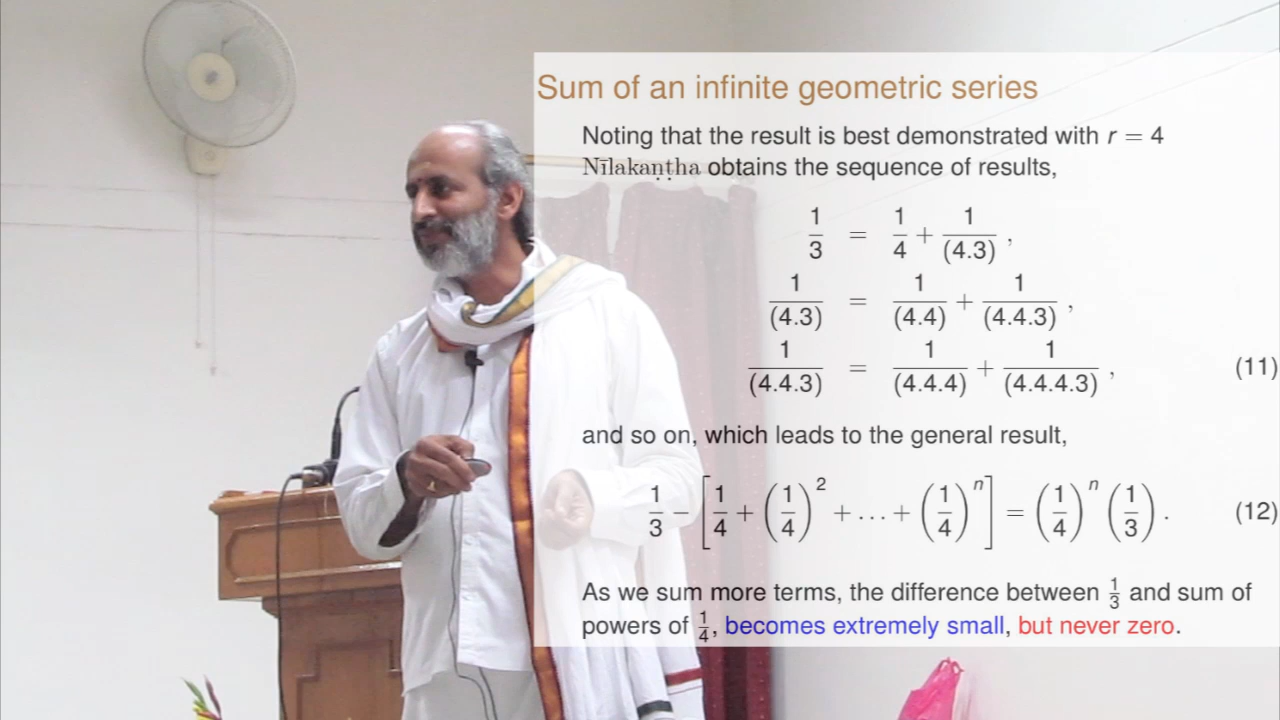 Sum of an infinite geometric series
Noting that the result is best demonstrated with r = 4
Nīlakaṇṭha obtains the sequence of results,
1/3 = 1/4 + 1/(4.3) ,
1/(4.3) = 1/(4.4) + 1/(4.4.3) ,
1/(4.4.3) = 1/(4.4.4) + 1/(4.4.4.3) , (11)
and so on, which leads to the general result,
1/3 − [1/4 + (1/4)^2 + ... + (1/4)^n] = (1/4)^n (1/3) . (12)
As we sum more terms, the difference between 1/3 and sum of
powers of 1/4, becomes extremely small, but never zero.